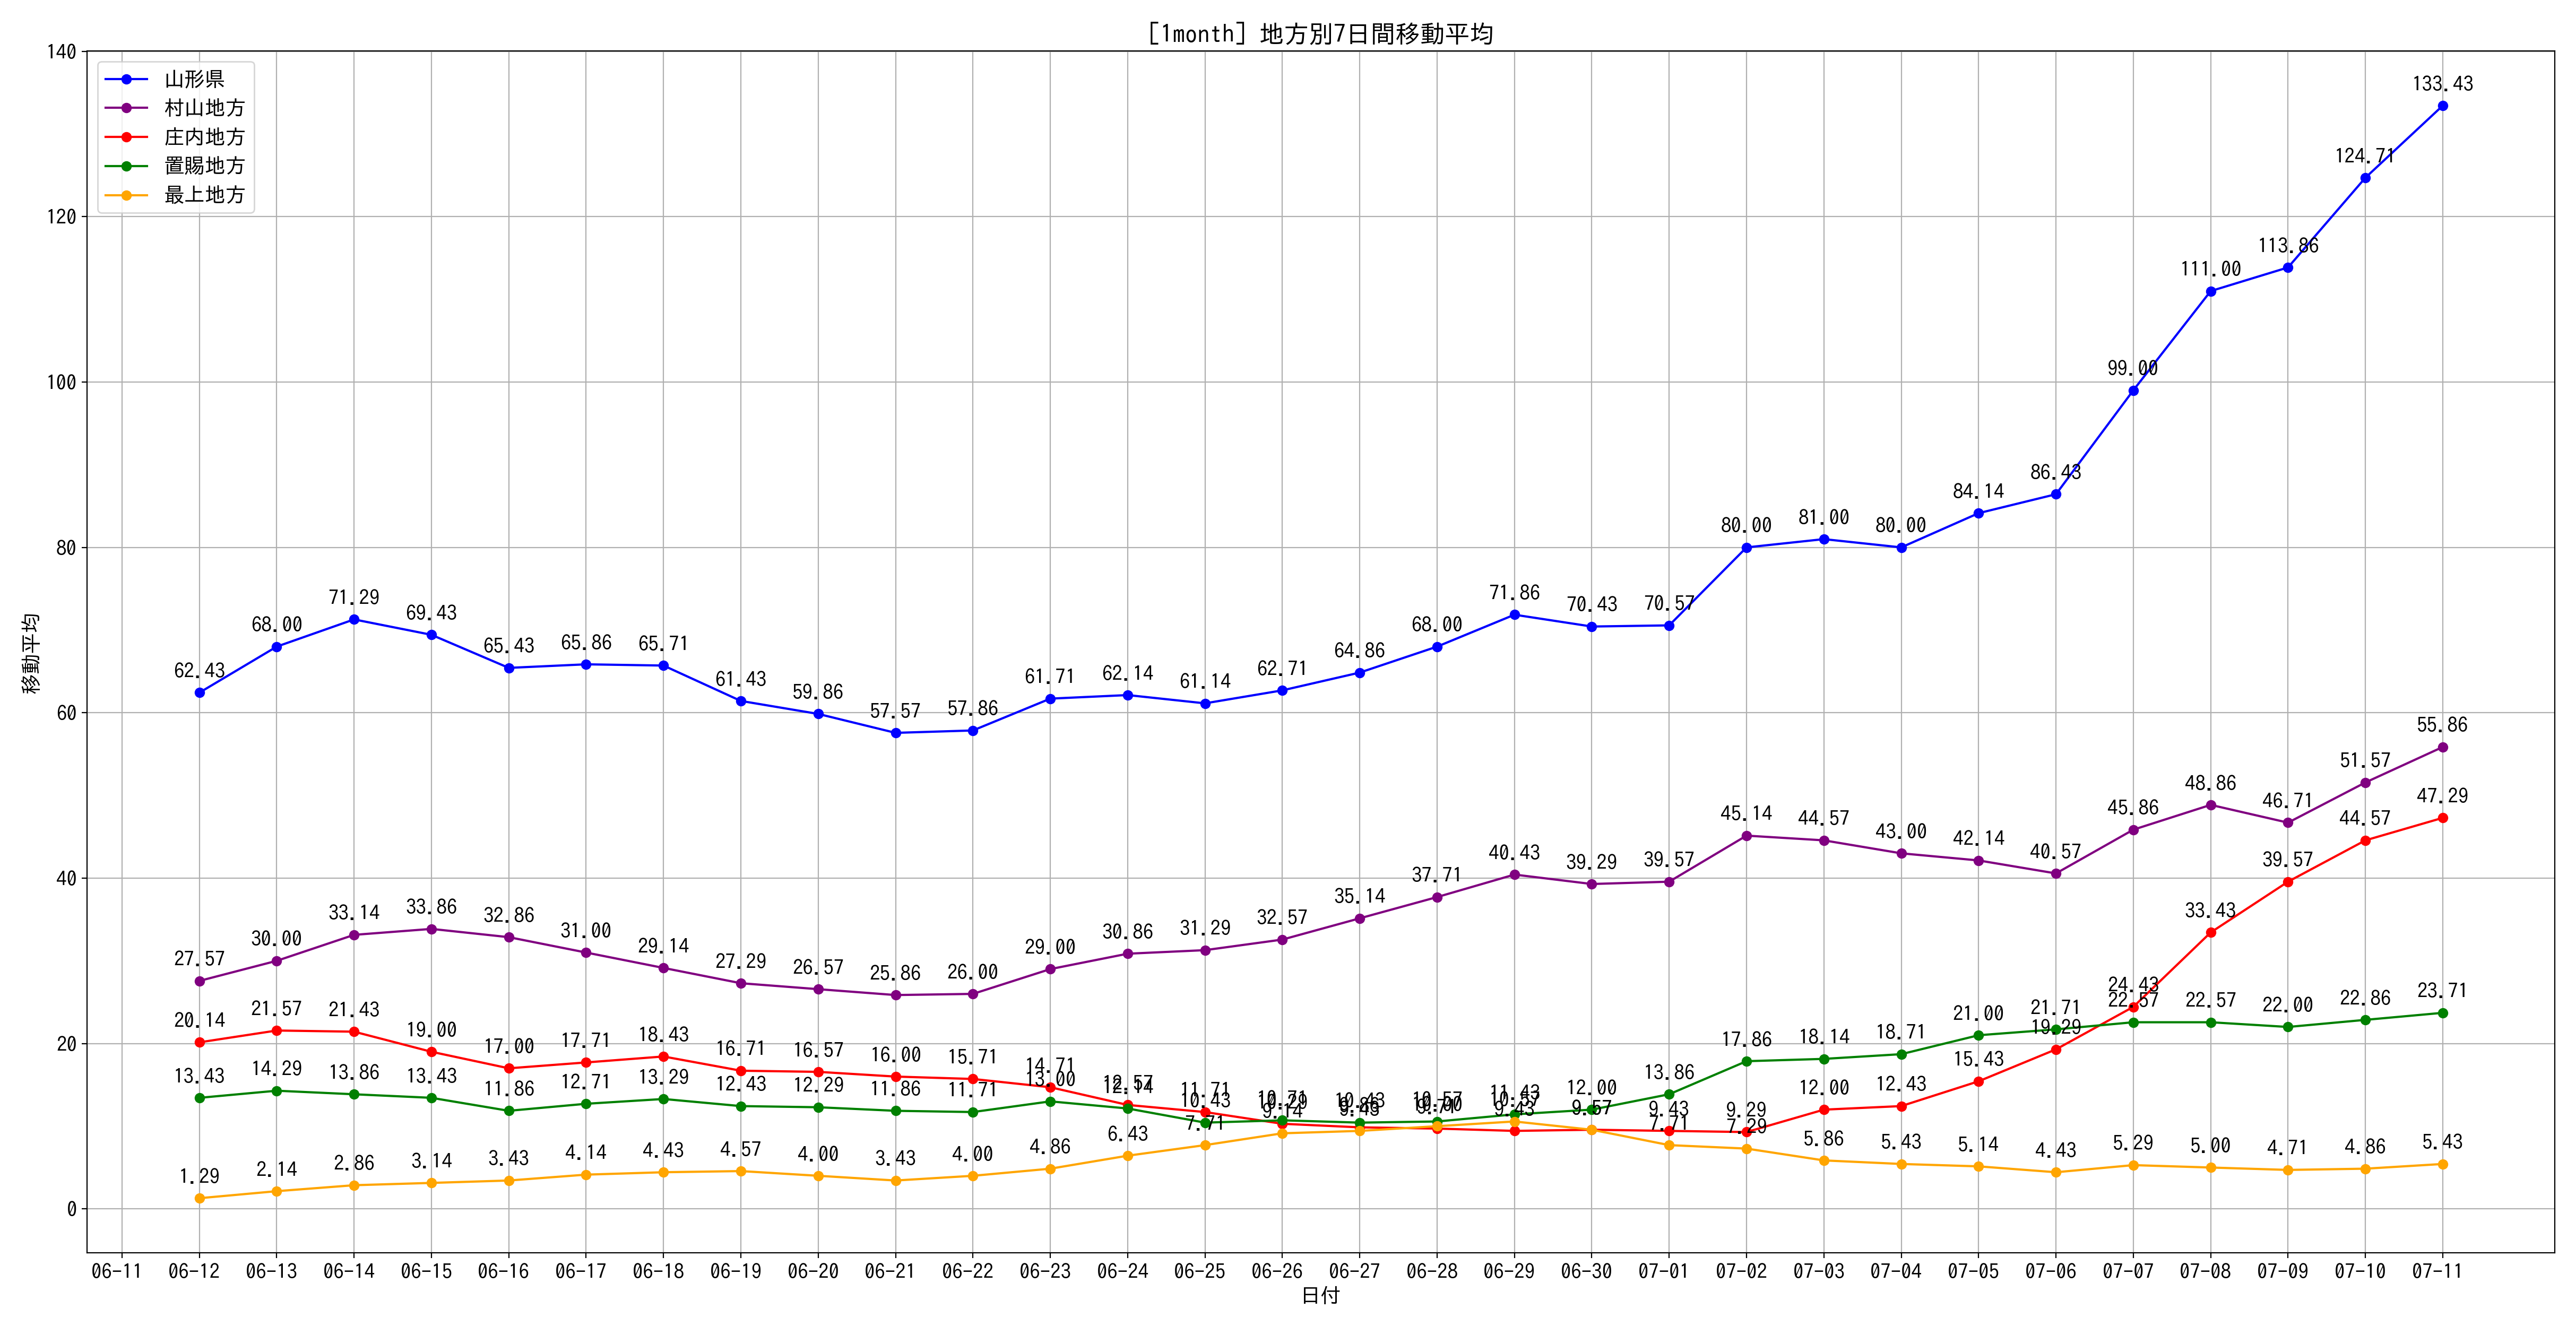 [1month] 地方別7日間移動平均
山形県
村山地方
庄内地方
置賜地方
最上地方
移動平均
140
120
100
80
60
40
20
0
62.43 68.00 71.29 69.43 65.43 65.86 65.71 61.43 59.86 57.57 57.86 61.71 62.14 61.14 62.71 64.86 68.00 71.86 70.43 70.57 80.00 81.00 80.00 84.14 86.43 99.00 111.00 113.86 124.71 133.43
27.57 30.00 33.14 33.86 32.86 31.00 29.14 27.29 26.57 25.86 26.00 29.00 30.86 31.29 32.57 35.14 37.71 40.43 39.29 39.57 45.14 44.57 43.00 42.14 40.57 45.86 48.86 46.71 51.57 55.86
20.14 21.57 21.43 19.00 17.00 17.71 18.43 16.71 16.57 16.00 15.71 14.71 12.57 11.71 9.43 9.57 9.43 9.29 12.00 12.43 15.43 19.29 24.43 33.43 39.57 44.57 47.29
13.43 14.29 13.86 13.43 11.86 12.71 13.29 12.43 12.29 11.86 11.71 13.00 12.14 10.43 10.71 10.43 10.57 11.43 12.00 13.86 17.86 18.14 18.71 21.00 21.71 22.57 22.57 22.00 22.86 23.71
1.29 2.14 2.86 3.14 3.43 4.14 4.43 4.57 4.00 3.43 4.00 4.86 6.43 7.71 9.14 7.71 7.29 5.86 5.43 5.14 4.43 5.29 5.00 4.71 4.86 5.43
06-11 06-12 06-13 06-14 06-15 06-16 06-17 06-18 06-19 06-20 06-21 06-22 06-23 06-24 06-25 06-26 06-27 06-28 06-29 06-30 07-01 07-02 07-03 07-04 07-05 07-06 07-07 07-08 07-09 07-10 07-11
日付